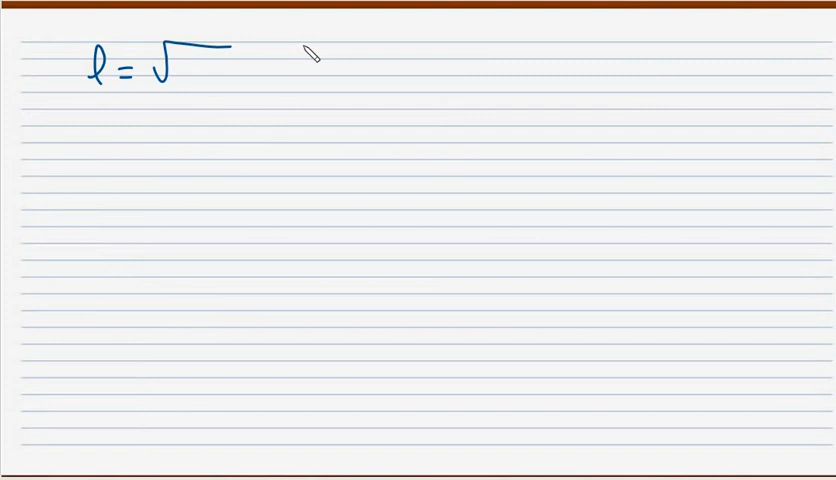 l = √